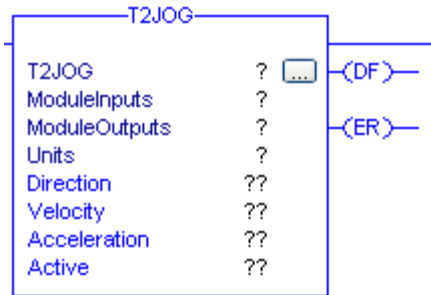 T2JOG
T2JOG ? ... (DF)
ModuleInputs ?
ModuleOutputs ? (ER)
Units ?
Direction ??
Velocity ??
Acceleration ??
Active ??